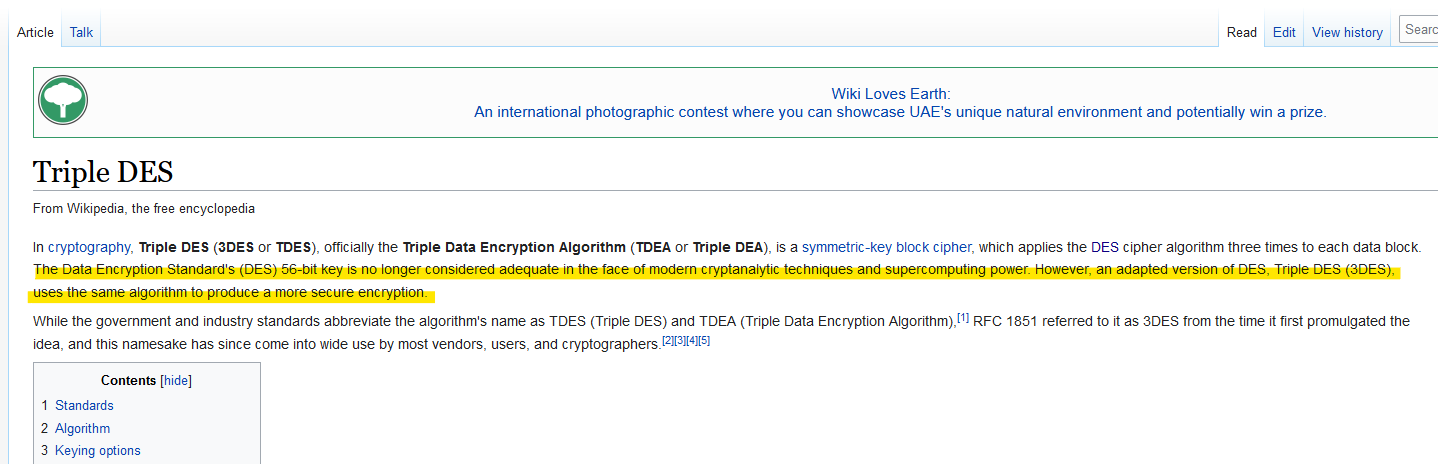 Article Talk Read Edit View history Searc
Wiki Loves Earth:
An international photographic contest where you can showcase UAE's unique natural environment and potentially win a prize.
Triple DES
From Wikipedia, the free encyclopedia
In cryptography, Triple DES (3DES or TDES), officially the Triple Data Encryption Algorithm (TDEA or Triple DEA), is a symmetric-key block cipher, which applies the DES cipher algorithm three times to each data block.
The Data Encryption Standard's (DES) 56-bit key is no longer considered adequate in the face of modern cryptanalytic techniques and supercomputing power. However, an adapted version of DES, Triple DES (3DES),
uses the same algorithm to produce a more secure encryption.
While the government and industry standards abbreviate the algorithm's name as TDES (Triple DES) and TDEA (Triple Data Encryption Algorithm),[1] RFC 1851 referred to it as 3DES from the time it first promulgated the
idea, and this namesake has since come into wide use by most vendors, users, and cryptographers.[2][3][4][5]
Contents [hide]
1 Standards
2 Algorithm
3 Keying options